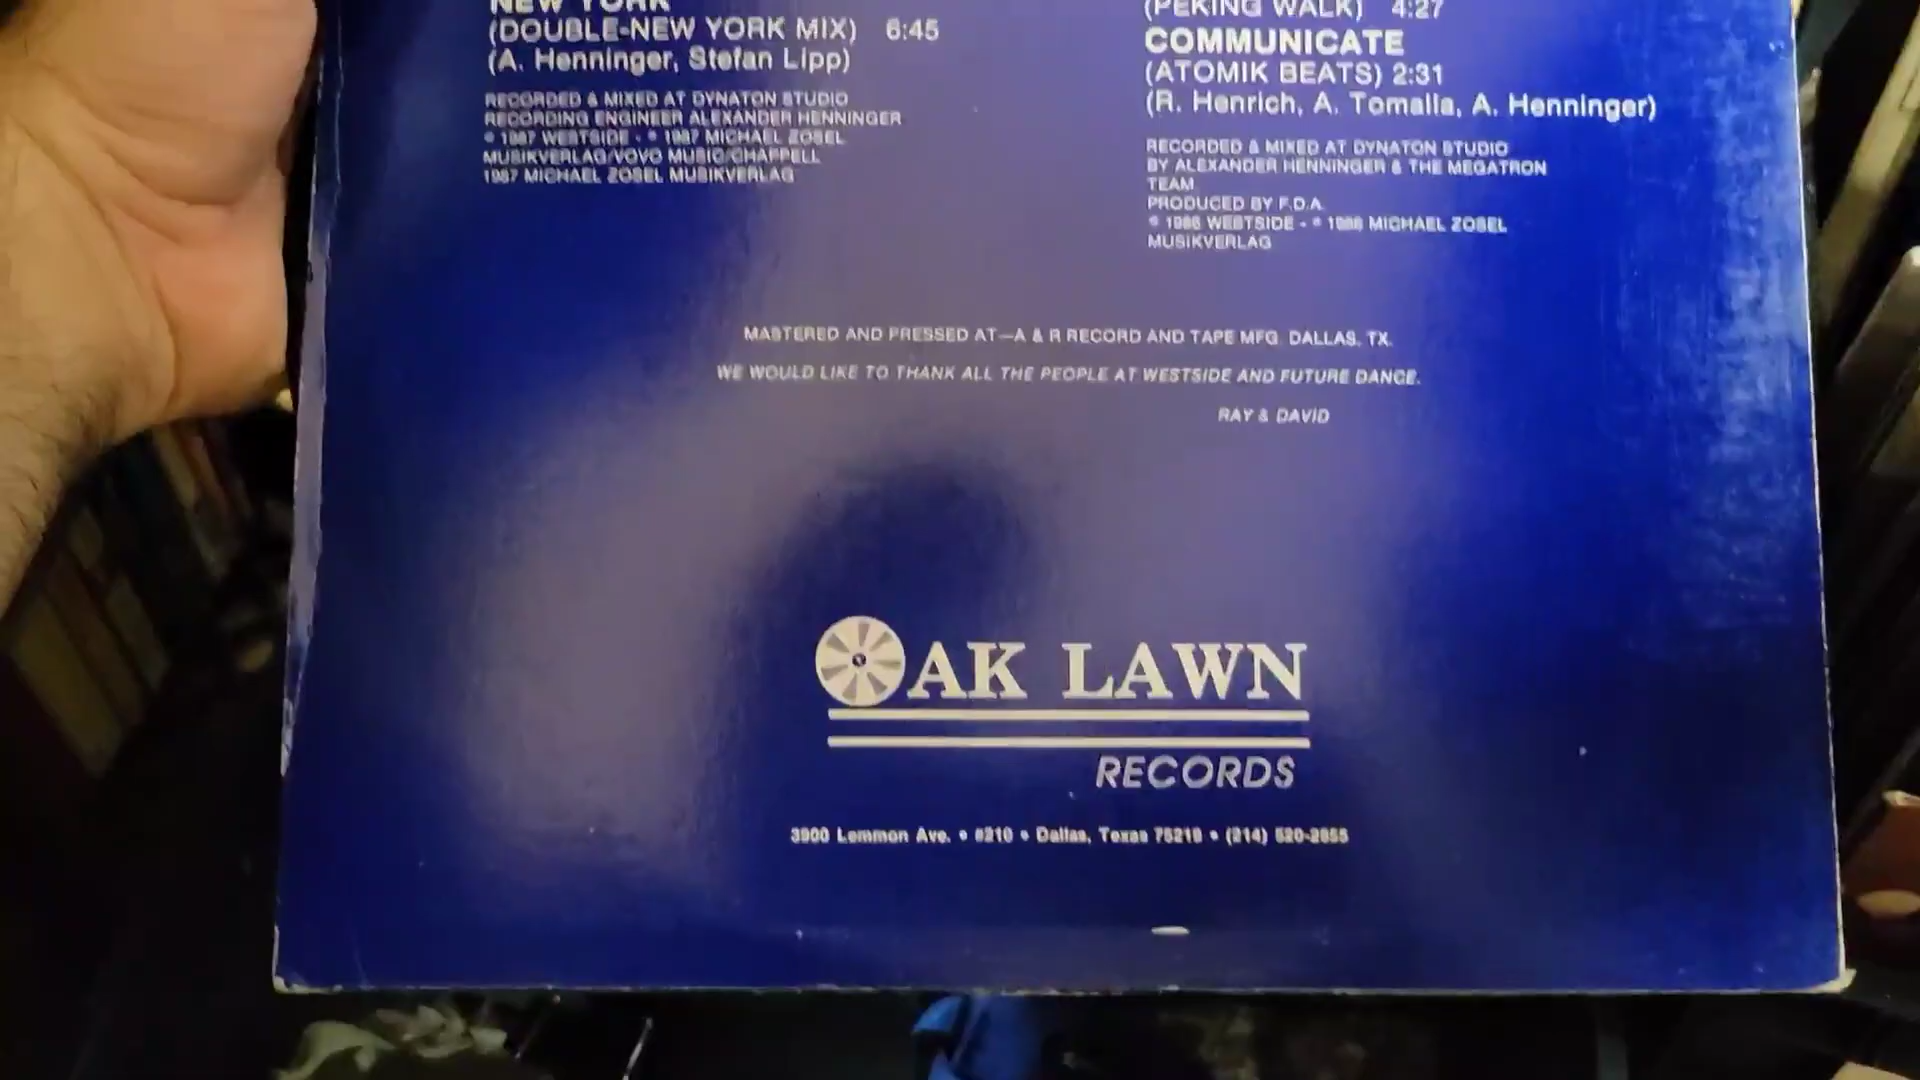 NEW YORK
(DOUBLE-NEW YORK MIX) 6:45
(A. Henninger, Stefan Lipp)
RECORDED & MIXED AT DYNATON STUDIO
RECORDING ENGINEER ALEXANDER HENNINGER
℗ 1987 WESTSIDE - © 1987 MICHAEL ZOSEL
MUSIKVERLAG/VOVO MUSIC/CHAPPELL
1987 MICHAEL ZOSEL MUSIKVERLAG
(PEKING WALK) 4:27
COMMUNICATE
(ATOMIK BEATS) 2:31
(R. Henrich, A. Tomalla, A. Henninger)
RECORDED & MIXED AT DYNATON STUDIO
BY ALEXANDER HENNINGER & THE MEGATRON
TEAM
PRODUCED BY F.D.A.
℗ 1986 WESTSIDE - © 1986 MICHAEL ZOSEL
MUSIKVERLAG
MASTERED AND PRESSED AT—A & R RECORD AND TAPE MFG. DALLAS, TX.
WE WOULD LIKE TO THANK ALL THE PEOPLE AT WESTSIDE AND FUTURE DANCE.
RAY & DAVID
OAK LAWN
RECORDS
3900 Lemmon Ave. • #210 • Dallas, Texas 75219 • (214) 520-2855